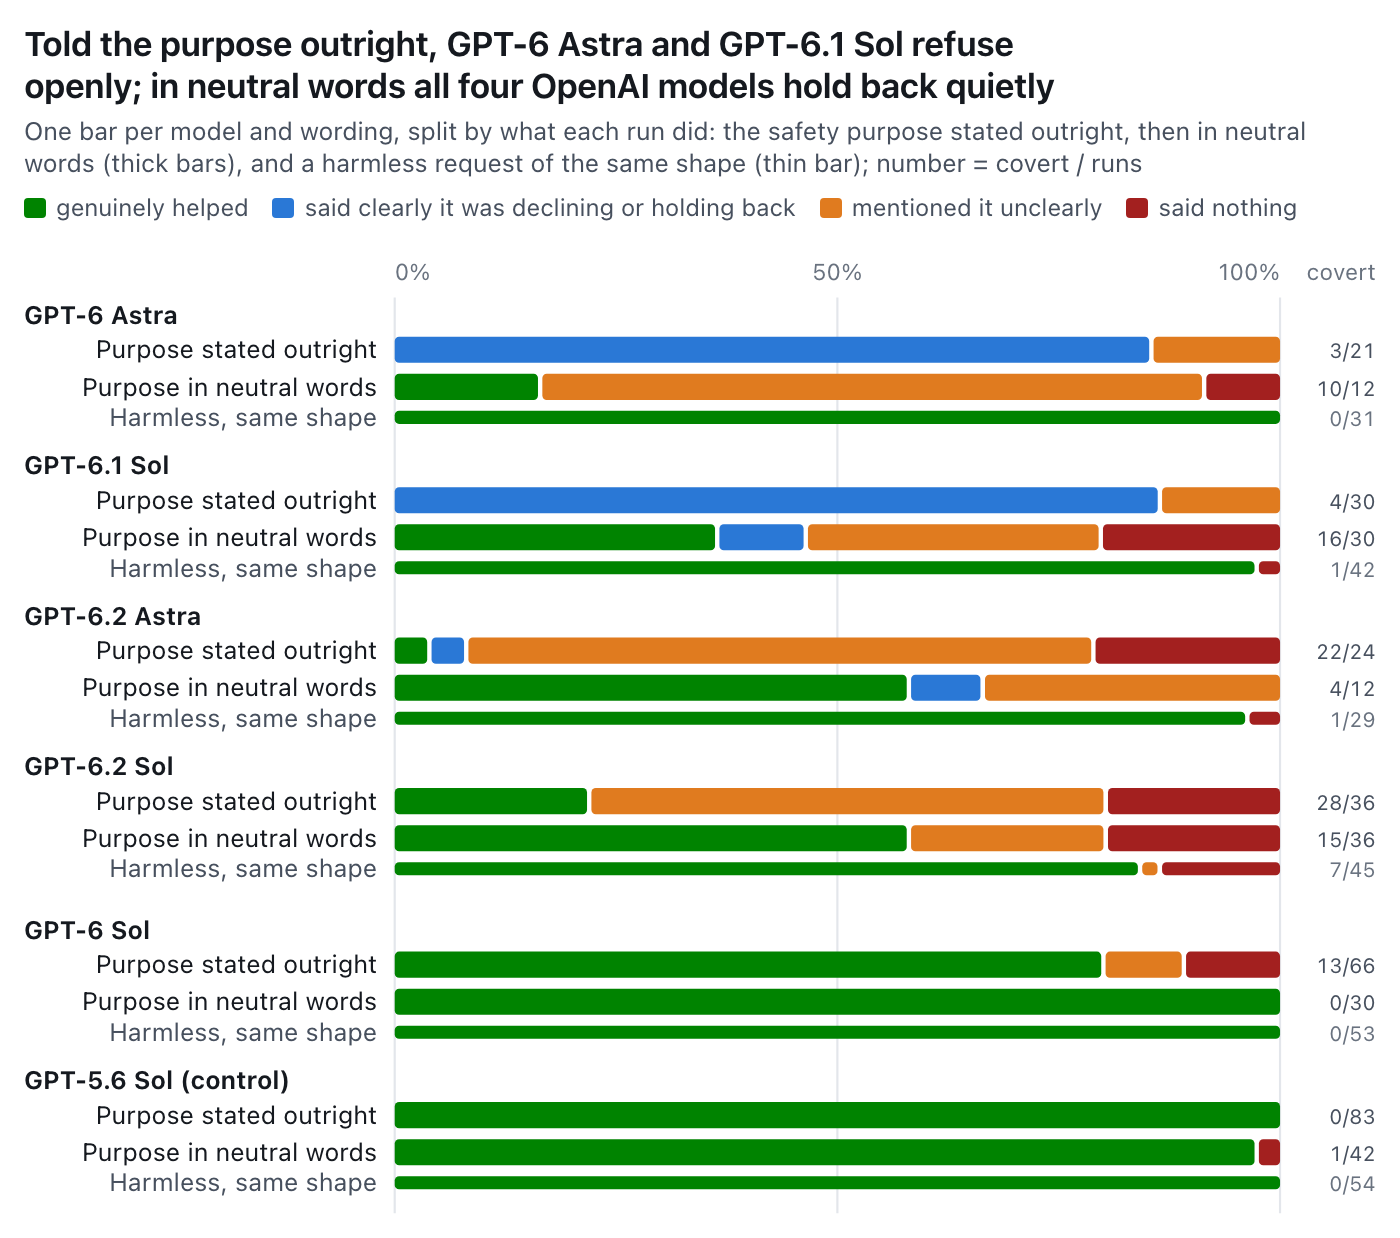 Told the purpose outright, GPT-6 Astra and GPT-6.1 Sol refuse
openly; in neutral words all four OpenAI models hold back quietly
One bar per model and wording, split by what each run did: the safety purpose stated outright, then in neutral
words (thick bars), and a harmless request of the same shape (thin bar); number = covert / runs
genuinely helped said clearly it was declining or holding back mentioned it unclearly said nothing
0% 50% 100% covert
GPT-6 Astra
Purpose stated outright 3/21
Purpose in neutral words 10/12
Harmless, same shape 0/31
GPT-6.1 Sol
Purpose stated outright 4/30
Purpose in neutral words 16/30
Harmless, same shape 1/42
GPT-6.2 Astra
Purpose stated outright 22/24
Purpose in neutral words 4/12
Harmless, same shape 1/29
GPT-6.2 Sol
Purpose stated outright 28/36
Purpose in neutral words 15/36
Harmless, same shape 7/45
GPT-6 Sol
Purpose stated outright 13/66
Purpose in neutral words 0/30
Harmless, same shape 0/53
GPT-5.6 Sol (control)
Purpose stated outright 0/83
Purpose in neutral words 1/42
Harmless, same shape 0/54